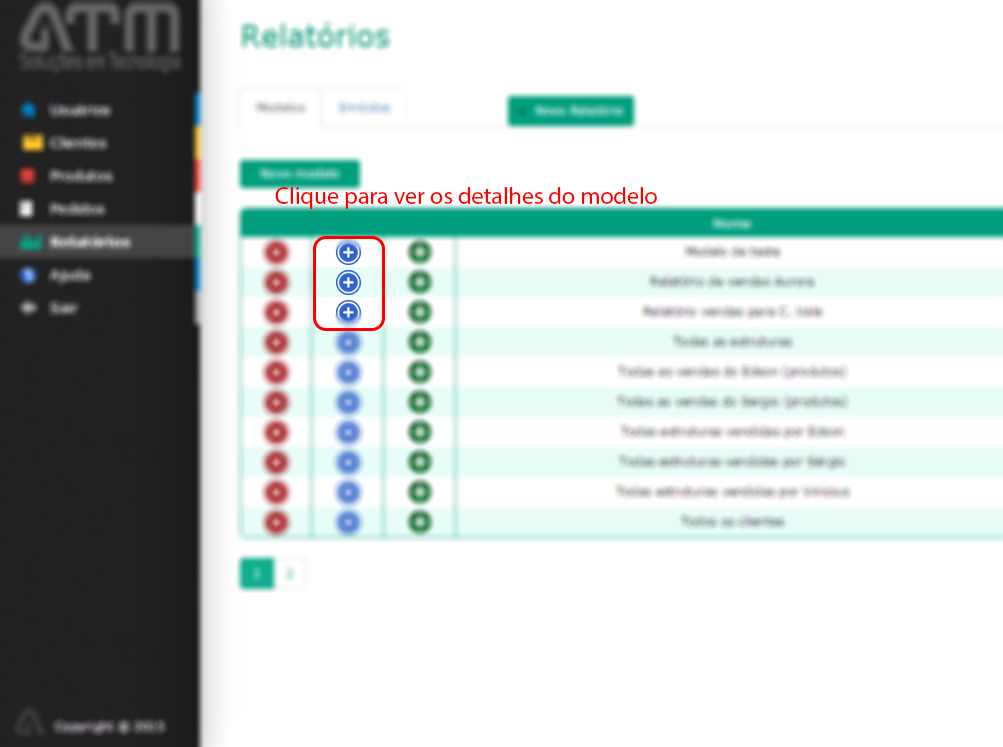 ATM
Soluções em Tecnologia
Relatórios
Usuários
Clientes
Produtos
Pedidos
Relatórios
Ajuda
Sair
Modelos
Emitidos
Novo Relatório
Novo modelo
Clique para ver os detalhes do modelo
Nome
Modelo de teste
Relatório de vendas Aurora
Relatório vendas para C. Vale
Todas as estruturas
Todas as vendas do Edson (produtos)
Todas as vendas do Sergio (produtos)
Todas estruturas vendidas por Edson
Todas estruturas vendidas por Sérgio
Todas estruturas vendidas por Vinicius
Todos os clientes
1 2
Copyright ©